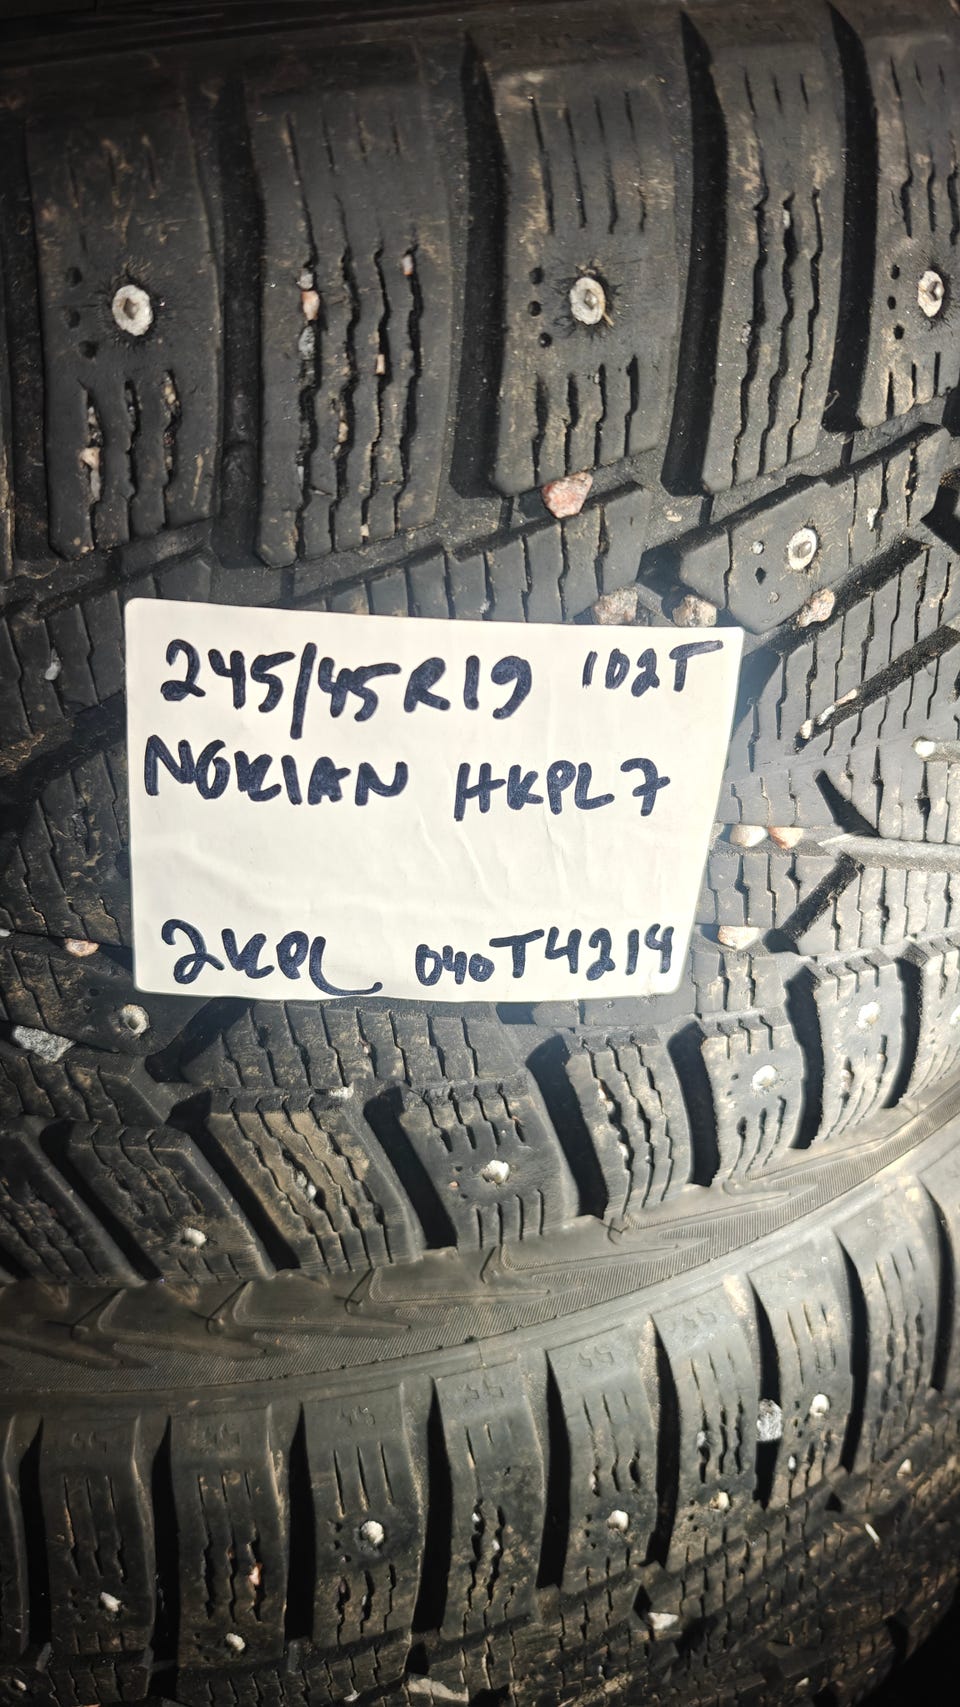 245/45R19 102T
NOKIAN HKPL7
2KPL 040T4214